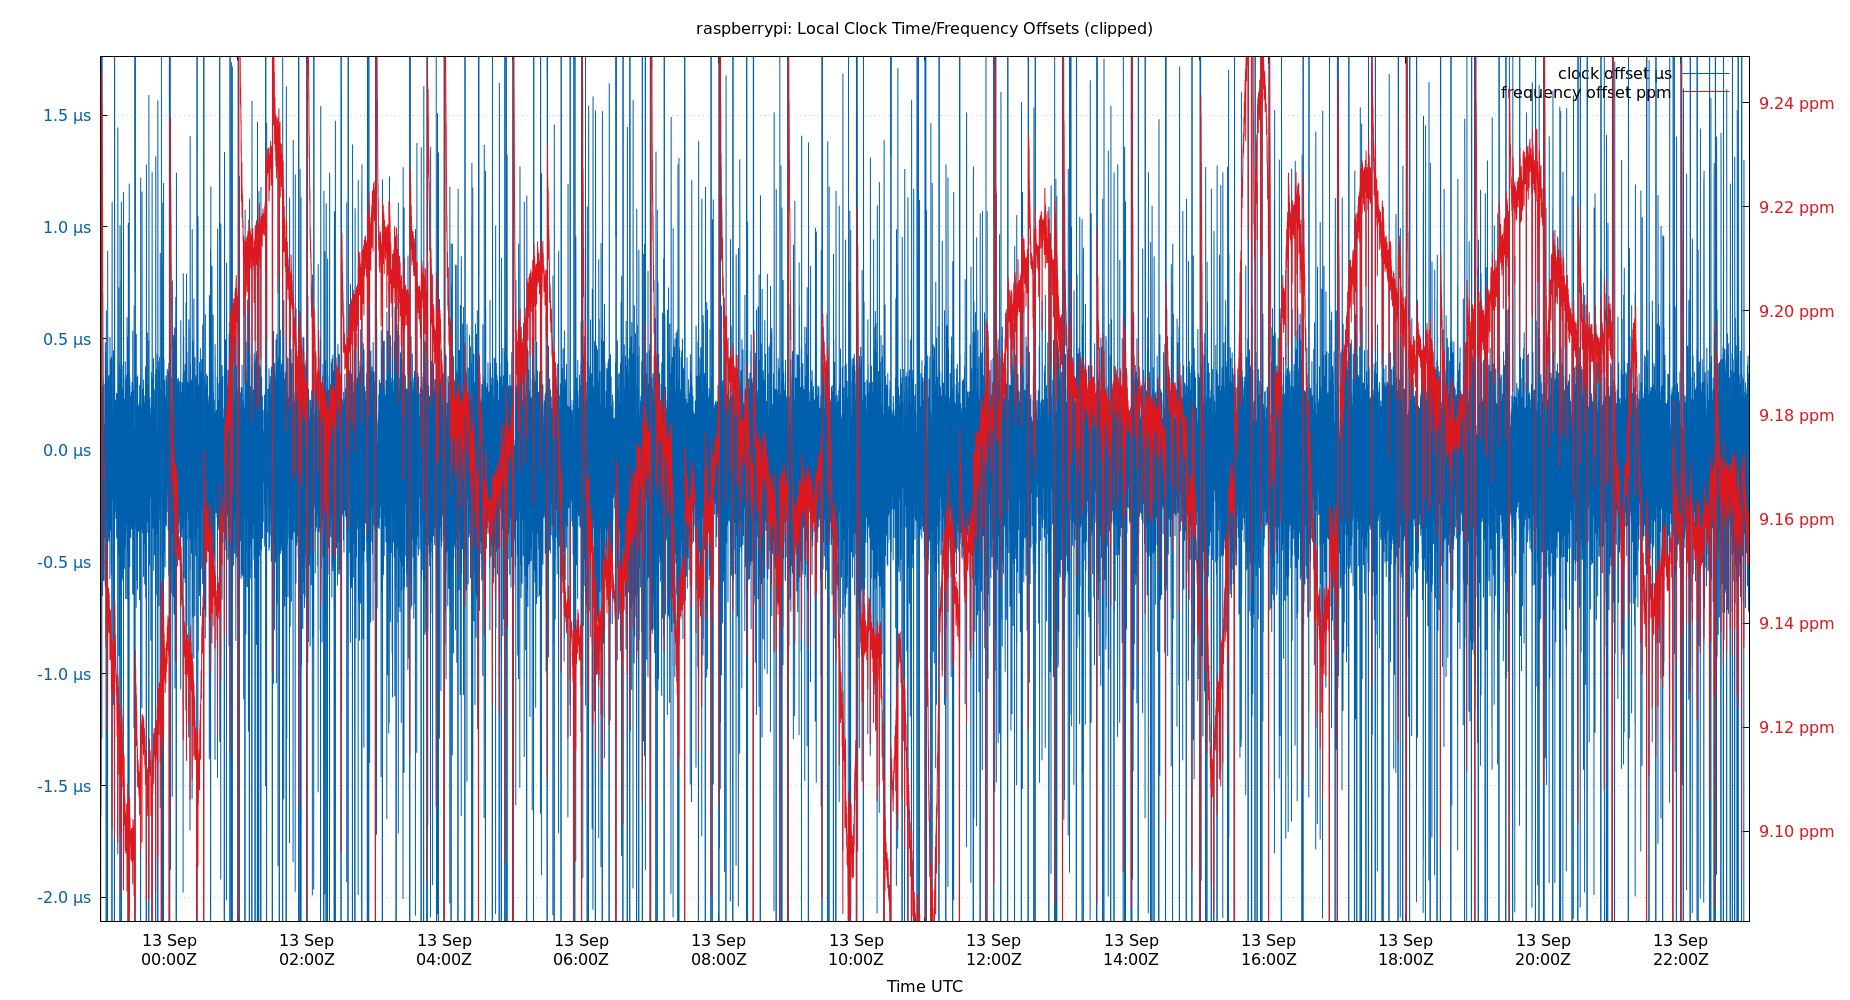 raspberrypi: Local Clock Time/Frequency Offsets (clipped)
clock offset µs
frequency offset ppm
1.5 µs
1.0 µs
0.5 µs
0.0 µs
-0.5 µs
-1.0 µs
-1.5 µs
-2.0 µs
9.24 ppm
9.22 ppm
9.20 ppm
9.18 ppm
9.16 ppm
9.14 ppm
9.12 ppm
9.10 ppm
13 Sep 13 Sep 13 Sep 13 Sep 13 Sep 13 Sep 13 Sep 13 Sep 13 Sep 13 Sep 13 Sep 13 Sep
00:00Z 02:00Z 04:00Z 06:00Z 08:00Z 10:00Z 12:00Z 14:00Z 16:00Z 18:00Z 20:00Z 22:00Z
Time UTC